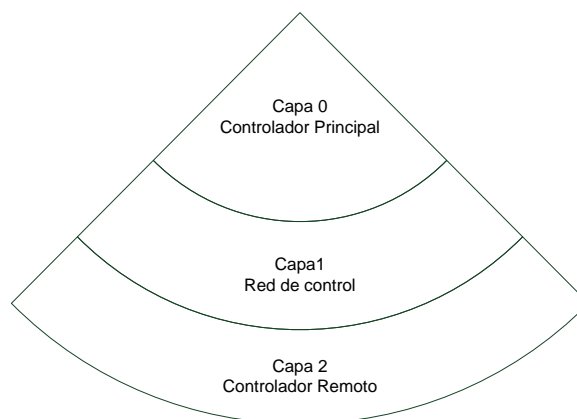 Capa 0
Controlador Principal
Capa1
Red de control
Capa 2
Controlador Remoto